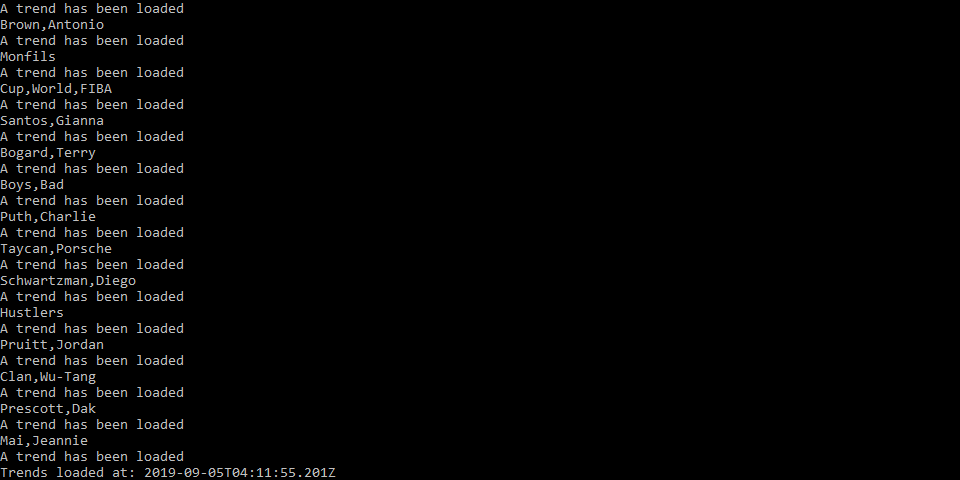 A trend has been loaded
Brown,Antonio
A trend has been loaded
Monfils
A trend has been loaded
Cup,World,FIBA
A trend has been loaded
Santos,Gianna
A trend has been loaded
Bogard,Terry
A trend has been loaded
Boys,Bad
A trend has been loaded
Puth,Charlie
A trend has been loaded
Taycan,Porsche
A trend has been loaded
Schwartzman,Diego
A trend has been loaded
Hustlers
A trend has been loaded
Pruitt,Jordan
A trend has been loaded
Clan,Wu-Tang
A trend has been loaded
Prescott,Dak
A trend has been loaded
Mai,Jeannie
A trend has been loaded
Trends loaded at: 2019-09-05T04:11:55.201Z